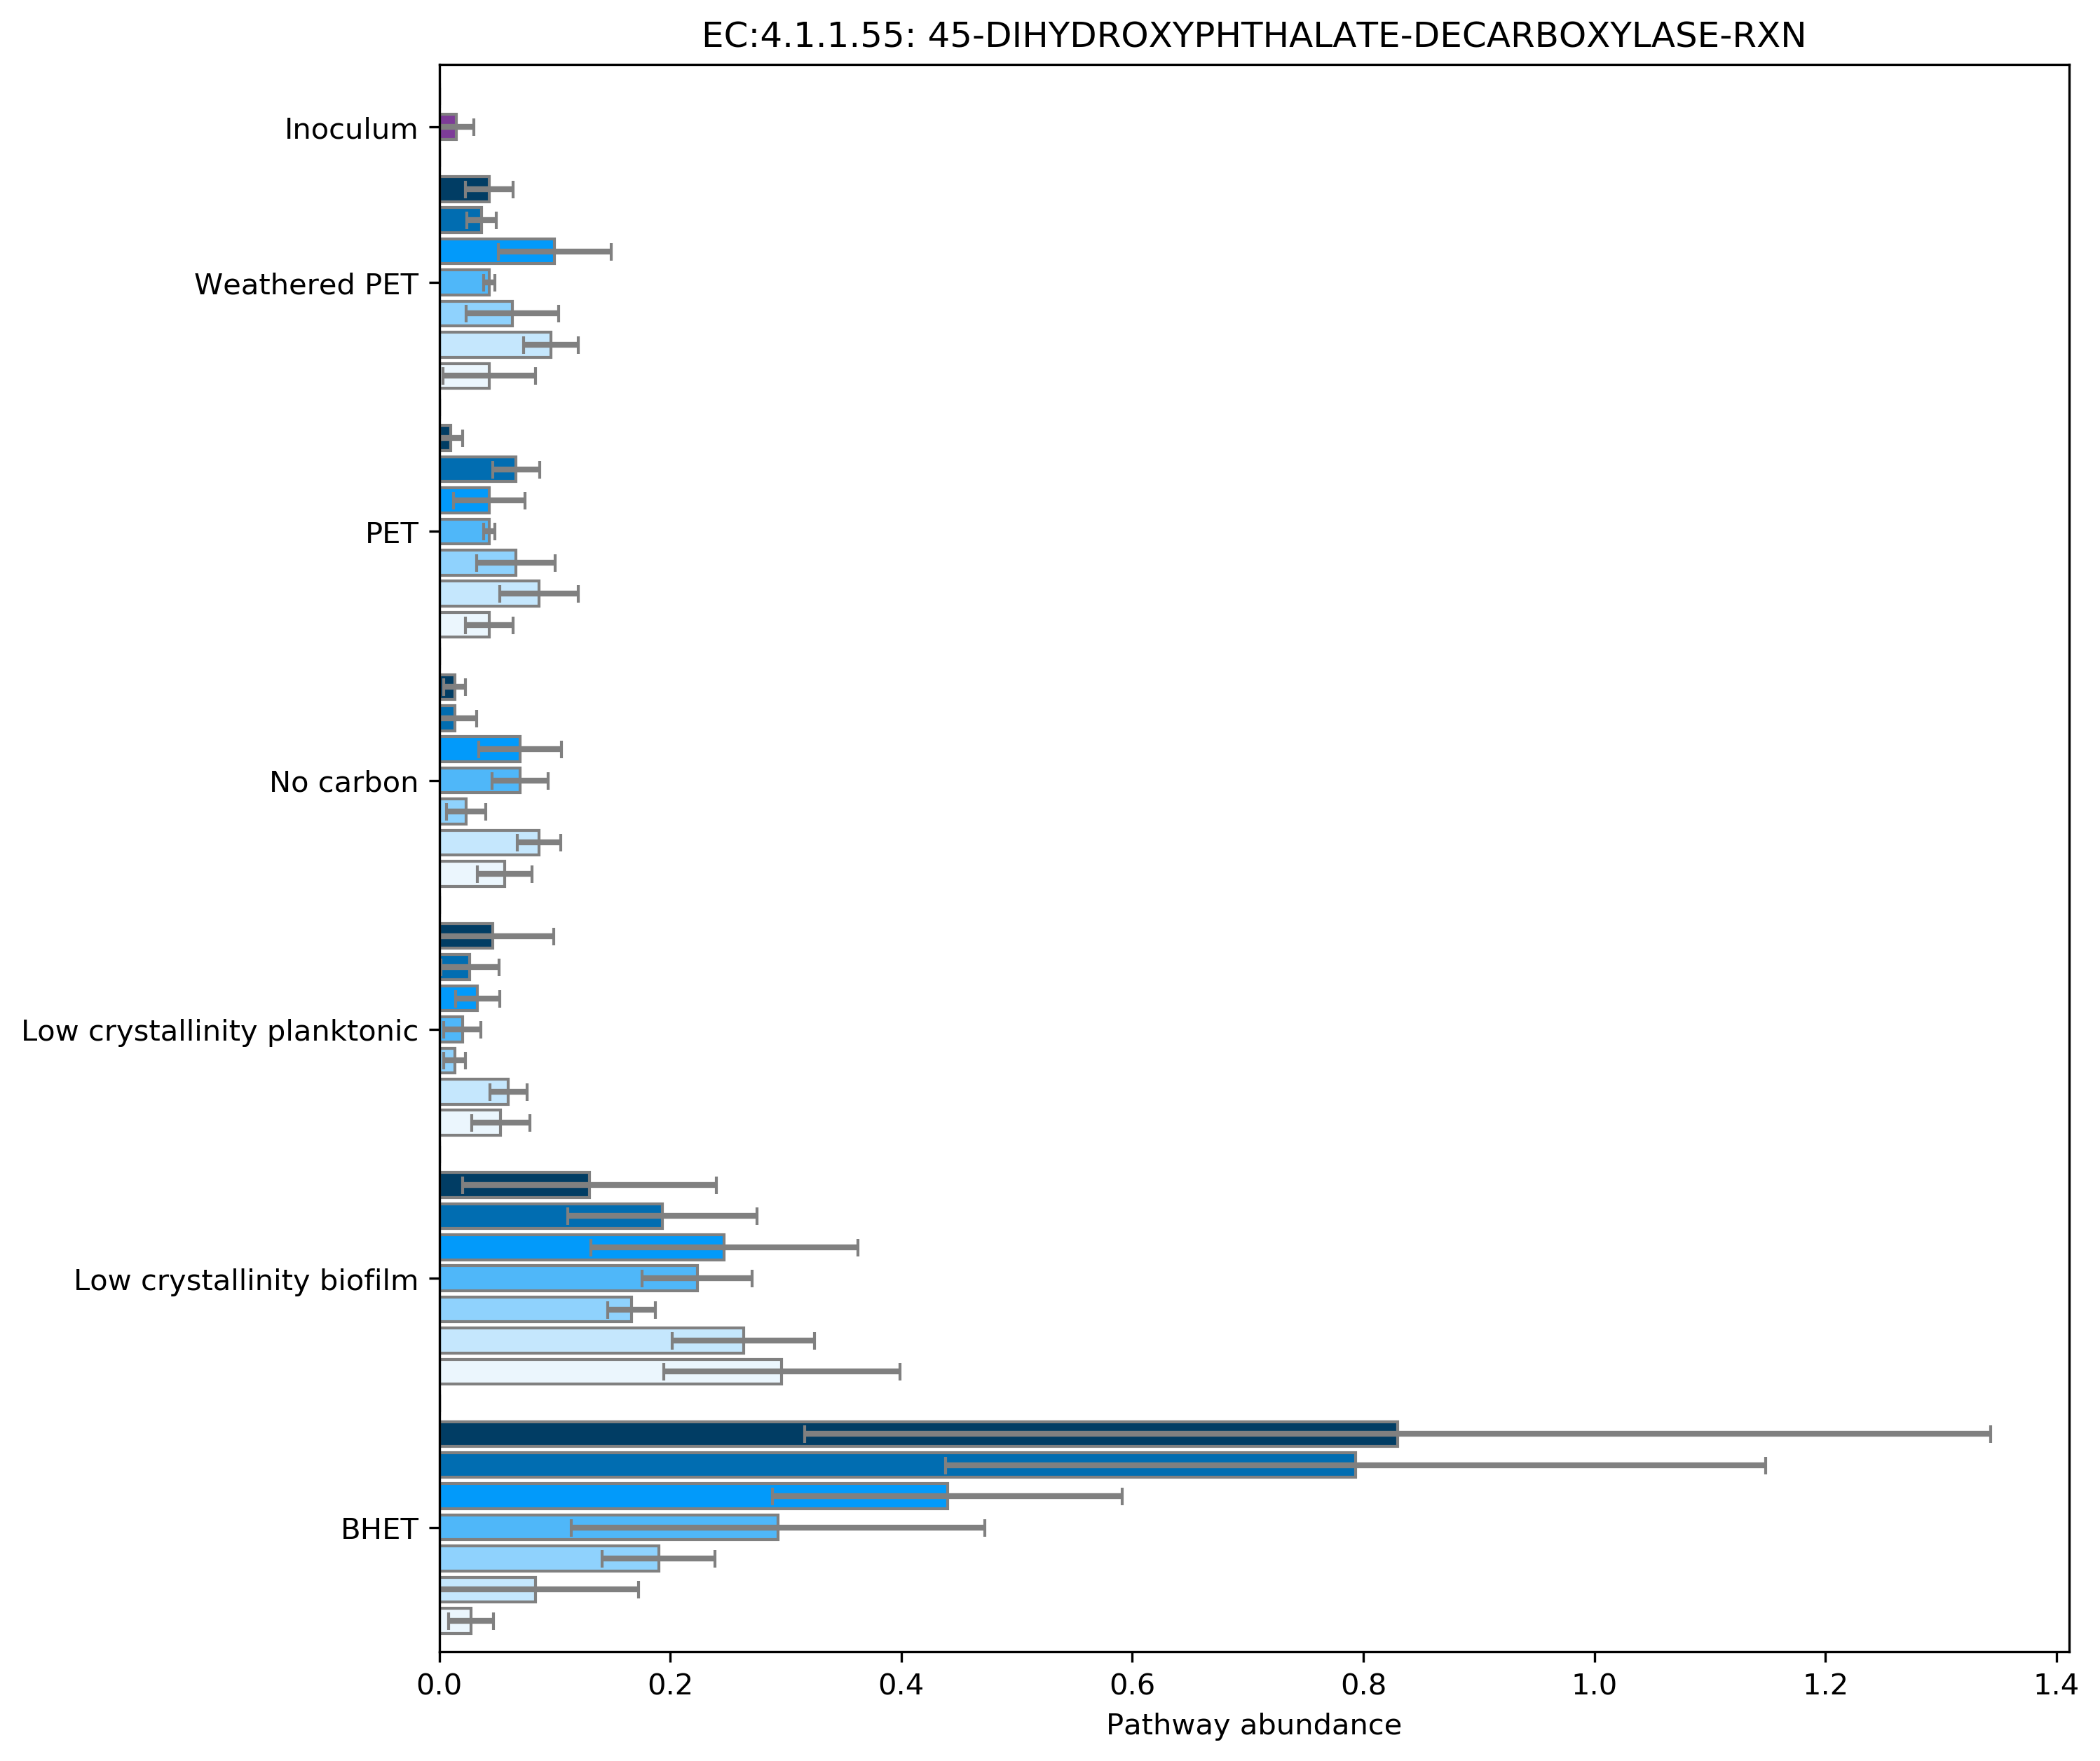 EC:4.1.1.55: 45-DIHYDROXYPHTHALATE-DECARBOXYLASE-RXN
Inoculum
Weathered PET
PET
No carbon
Low crystallinity planktonic
Low crystallinity biofilm
BHET
0.0 0.2 0.4 0.6 0.8 1.0 1.2 1.4
Pathway abundance